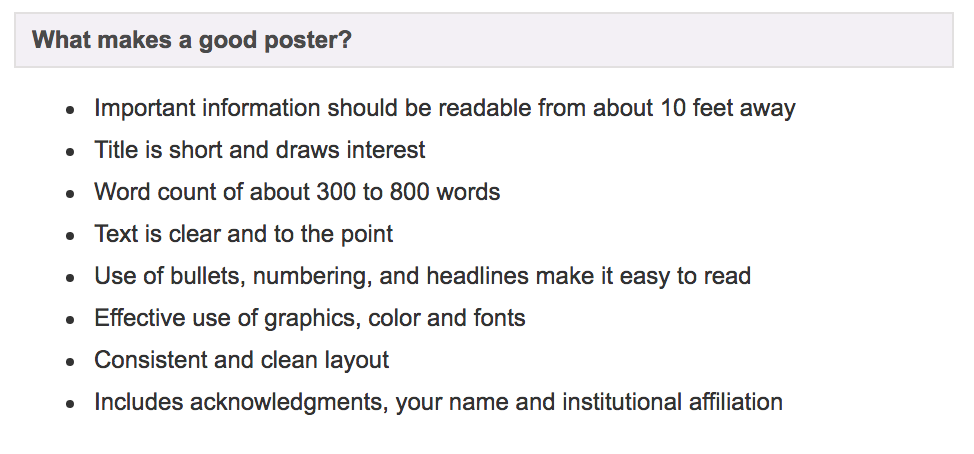 What makes a good poster?
• Important information should be readable from about 10 feet away
• Title is short and draws interest
• Word count of about 300 to 800 words
• Text is clear and to the point
• Use of bullets, numbering, and headlines make it easy to read
• Effective use of graphics, color and fonts
• Consistent and clean layout
• Includes acknowledgments, your name and institutional affiliation